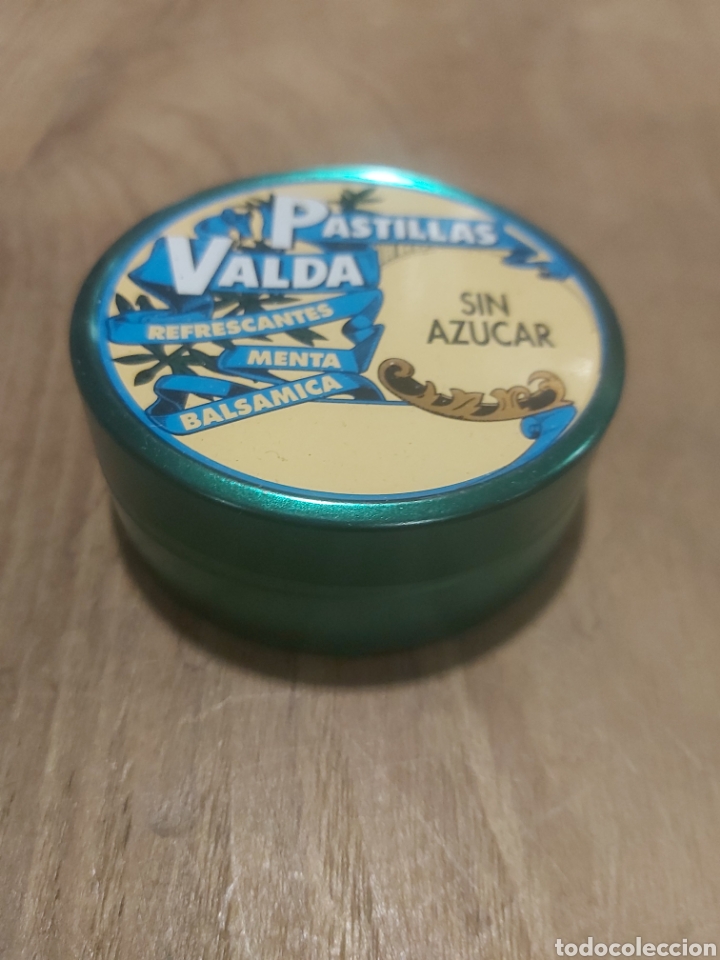 PASTILLAS
VALDA
REFRESCANTES
MENTA
BALSAMICA
SIN
AZUCAR
todocoleccion